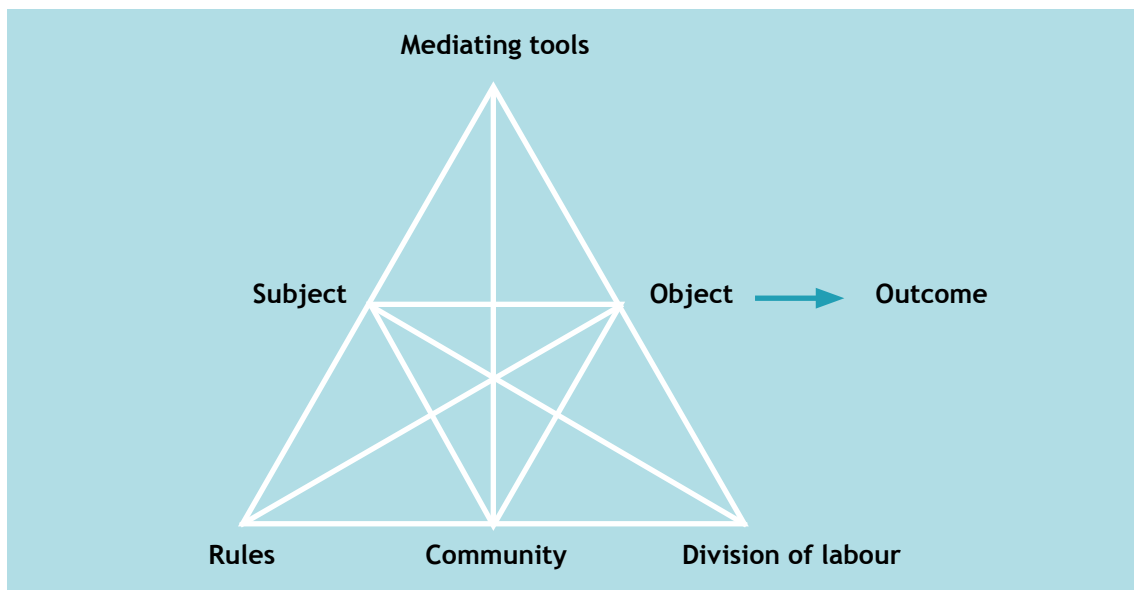 Mediating tools
Subject
Object
Outcome
Rules
Community
Division of labour